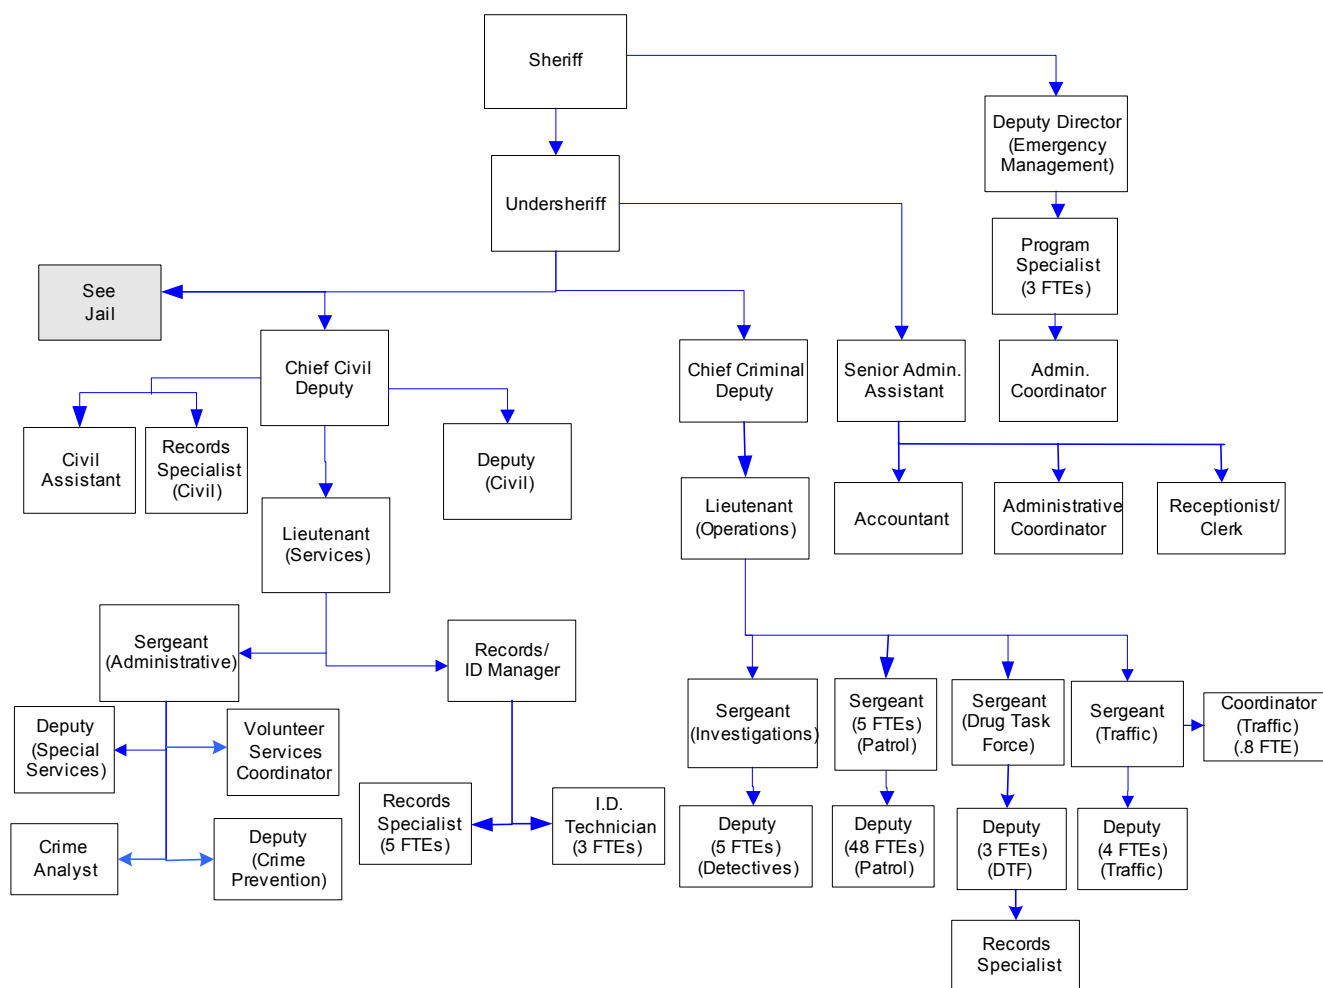 Sheriff
Deputy Director
(Emergency
Management)
Undersheriff
Program
Specialist
(3 FTEs)
See
Jail
Chief Civil
Deputy
Chief Criminal
Deputy
Senior Admin.
Assistant
Admin.
Coordinator
Civil
Assistant
Records
Specialist
(Civil)
Deputy
(Civil)
Lieutenant
(Services)
Lieutenant
(Operations)
Accountant
Administrative
Coordinator
Receptionist/
Clerk
Sergeant
(Administrative)
Records/
ID Manager
Deputy
(Special
Services)
Volunteer
Services
Coordinator
Sergeant
(Investigations)
Sergeant
(5 FTEs)
(Patrol)
Sergeant
(Drug Task
Force)
Sergeant
(Traffic)
Coordinator
(Traffic)
(.8 FTE)
Crime
Analyst
Deputy
(Crime
Prevention)
Records
Specialist
(5 FTEs)
I.D.
Technician
(3 FTEs)
Deputy
(5 FTEs)
(Detectives)
Deputy
(48 FTEs)
(Patrol)
Deputy
(3 FTEs)
(DTF)
Deputy
(4 FTEs)
(Traffic)
Records
Specialist